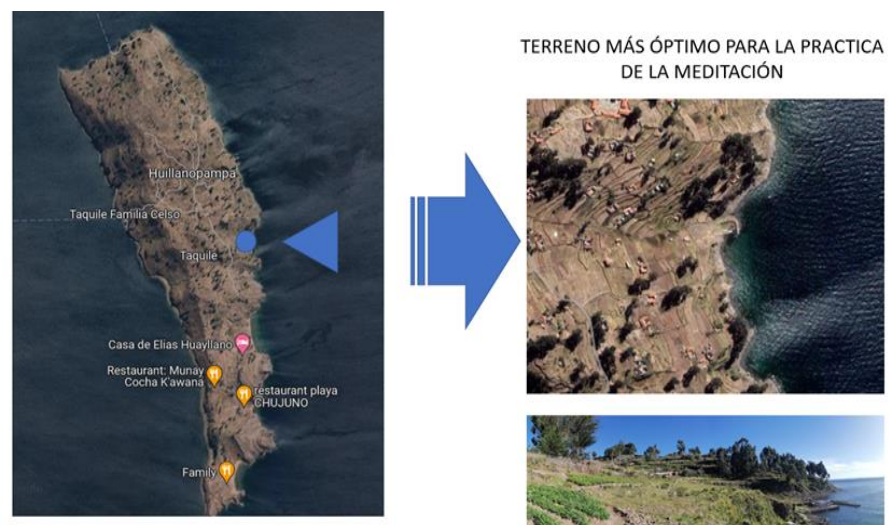 TERRENO MÁS ÓPTIMO PARA LA PRACTICA
DE LA MEDITACIÓN
Huillanopampa
Taquile Familia Celso
Taquile
Casa de Elias Huayllano
Restaurant: Munay
Cocha K'awana
restaurant playa
CHUJUNO
Family